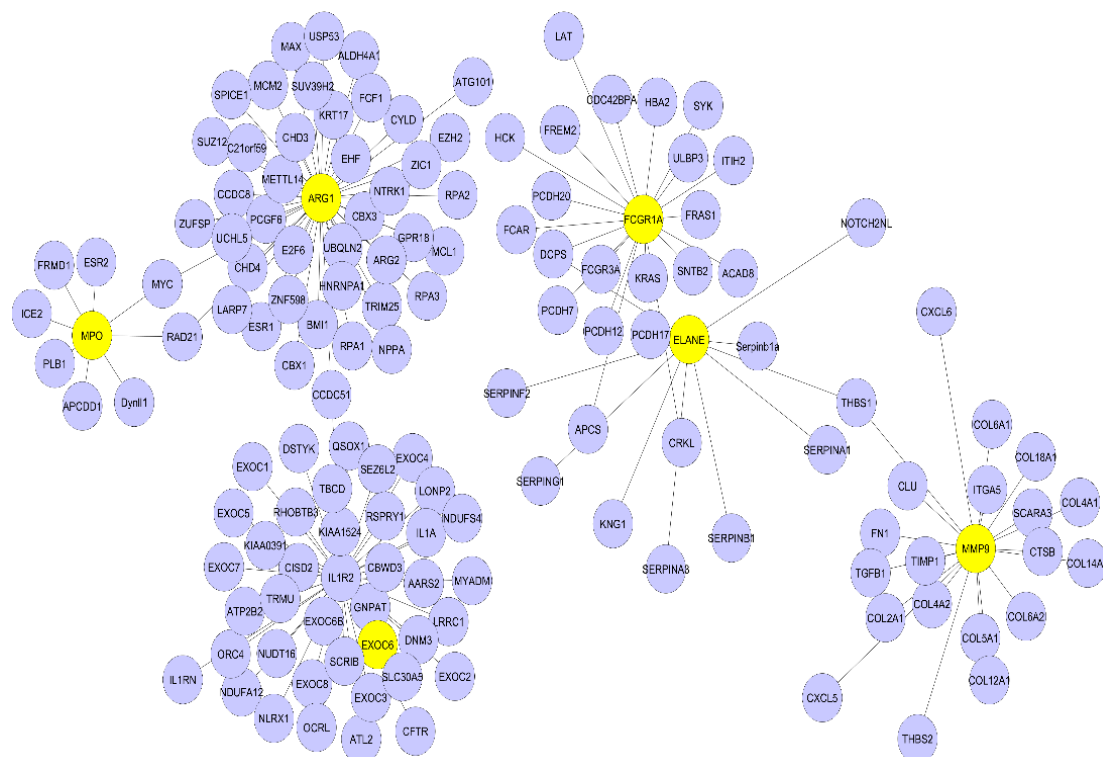 LAT
USP53
MAX
ALDH4A1
ATG101
MCM2
SUV39H2
SPICE1
FCF1
CDC42BPA
HBA2
SYK
KRT17
CYLD
HCK
FREM2
SUZ12
C21orf59
CHD3
EZH2
ULBP3
ITIH2
EHF
ZIC1
METTL14
CCDC8
NTRK1
RPA2
PCDH20
ARG1
CBX3
FCGR1A
FRAS1
NOTCH2NL
ZUFSP
PCGF6
UCHL5
FCAR
GPR18
MCL1
E2F6
UBQLN2
ARG2
DCPS
FRMD1
ESR2
CHD4
FCGR3A
KRAS
SNTB2
ACAD8
MYC
HNRNPA1
RPA3
LARP7
ZNF598
TRIM25
PCDH7
CXCL6
ICE2
ESR1
BMI1
MPO
RAD21
RPA1
NPPA
PCDH12
PCDH17
ELANE
Serpinb1a
PLB1
CBX1
APCDD1
Dynll1
CCDC51
SERPINF2
THBS1
COL6A1
APCS
CRKL
SERPINA1
DSTYK
QSOX1
EXOC1
SEZ6L2
EXOC4
COL18A1
SERPING1
CLU
ITGA5
TBCD
LONP2
COL4A1
EXOC5
RHOBTB3
RSPRY1
NDUFS4
SCARA3
KIAA1524
IL1A
KNG1
SERPINB1
FN1
CTSB
KIAA0391
MMP9
EXOC7
CISD2
CBWD3
TIMP1
COL14A
IL1R2
AARS2
MYADM
SERPINA3
TGFB1
ATP2B2
TRMU
GNPAT
COL4A2
COL2A1
COL6A2
EXOC6B
LRRC1
EXOC6
DNM3
COL5A1
ORC4
NUDT16
SCRIB
IL1RN
SLC30A9
EXOC2
COL12A1
NDUFA12
EXOC8
EXOC3
CXCL5
NLRX1
OCRL
CFTR
ATL2
THBS2